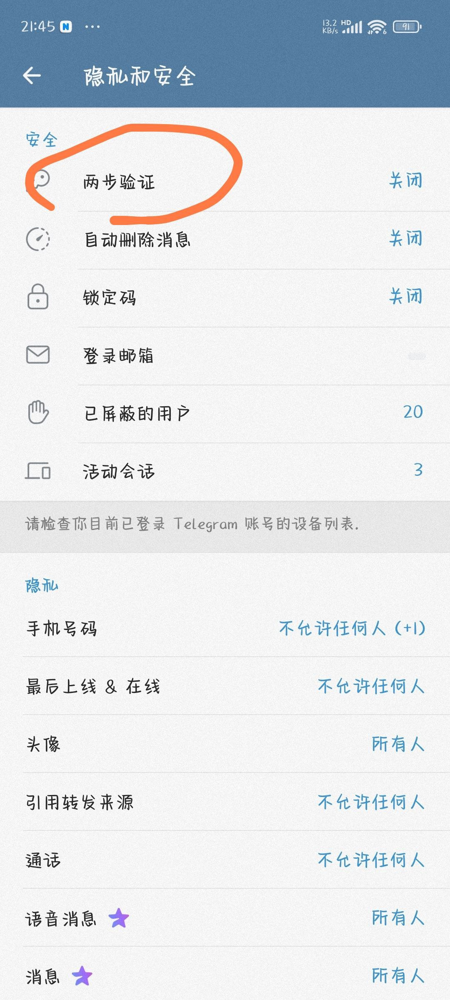 21:45 N ... 13.2 KB/s HD 6 91
隐私和安全
安全
两步验证 关闭
自动删除消息 关闭
锁定码 关闭
登录邮箱
已屏蔽的用户 20
活动会话 3
请检查你目前已登录 Telegram 账号的设备列表.
隐私
手机号码 不允许任何人 (+1)
最后上线 & 在线 不允许任何人
头像 所有人
引用转发来源 不允许任何人
通话 不允许任何人
语音消息 所有人
消息 所有人